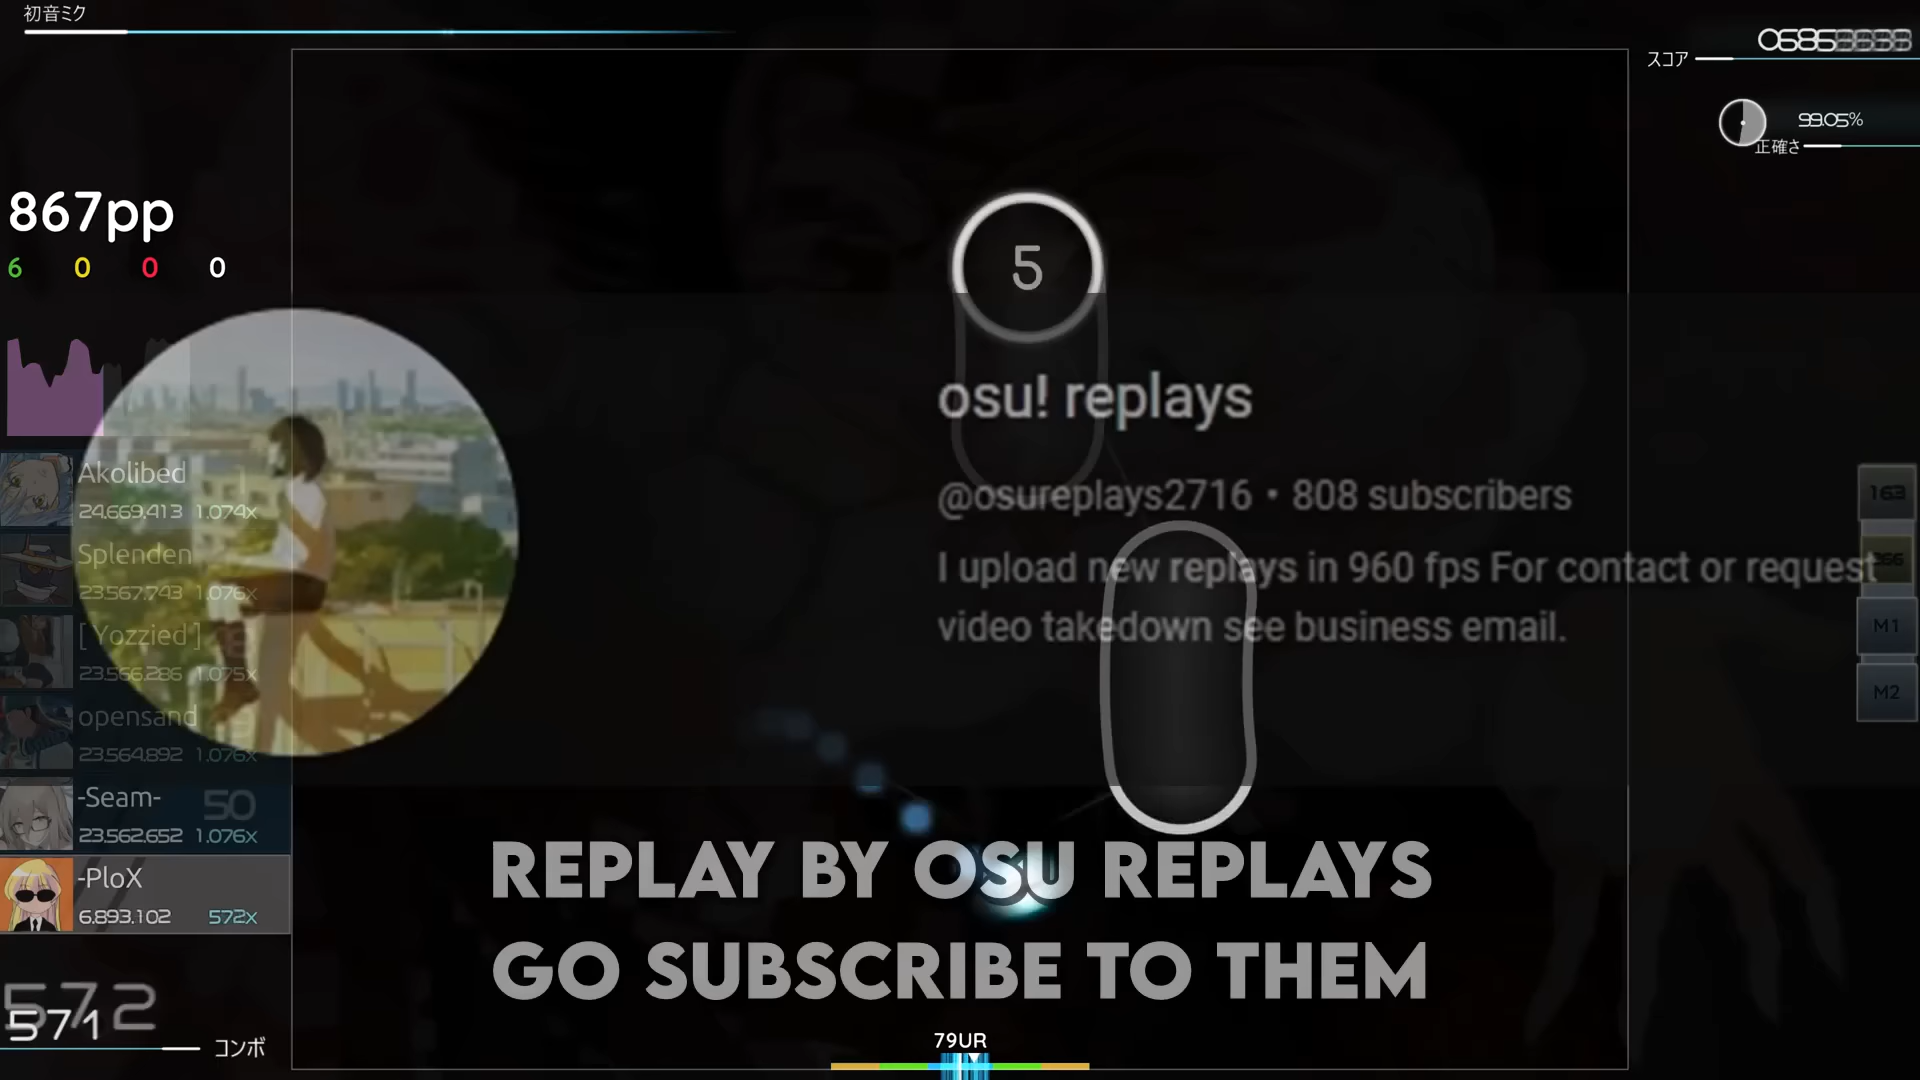 初音ミク
スコア
99.05%
正確さ
867pp
6 0 0 0
5
osu! replays
@osureplays2716 • 808 subscribers
I upload new replays in 960 fps For contact or request
video takedown see business email.
Akolibed
24.669.413 1.074x
Splenden
23.567.743 1.076x
[ Yozzied ]
23.566.286 1.075x
opensand
23.564.892 1.076x
-Seam-
50
23.562.652 1.076x
-PloX
6.893.102 572x
163
M1
M2
REPLAY BY OSU REPLAYS
GO SUBSCRIBE TO THEM
572
571
コンボ
79UR